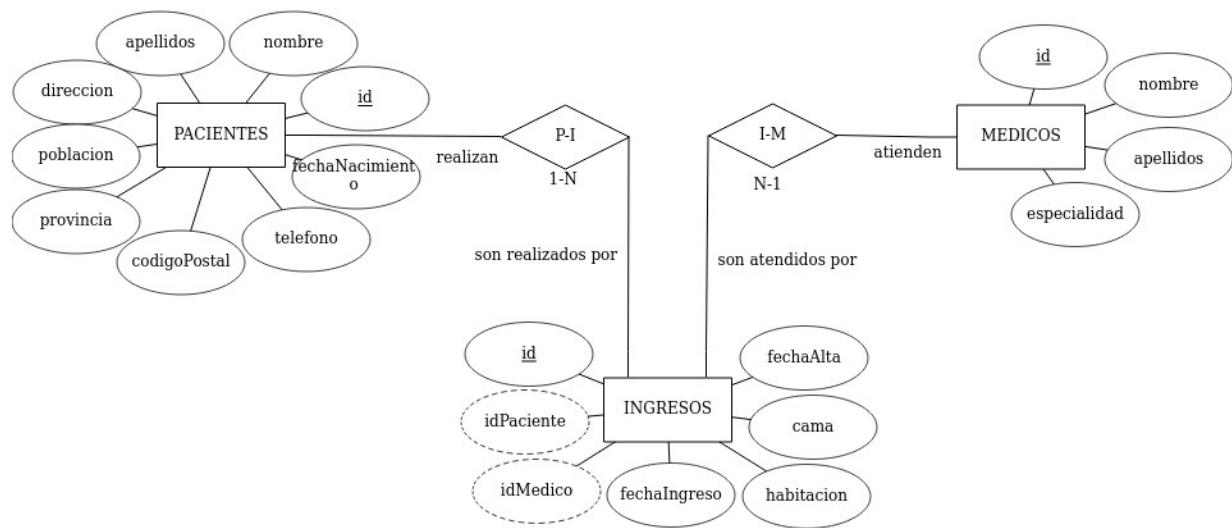 apellidos
nombre
id
direccion
id
nombre
PACIENTES
P-I
I-M
MEDICOS
realizan
atienden
poblacion
fechaNacimient
o
apellidos
1-N
N-1
provincia
especialidad
telefono
codigoPostal
son realizados por
son atendidos por
id
fechaAlta
idPaciente
INGRESOS
cama
idMedico
fechaIngreso
habitacion